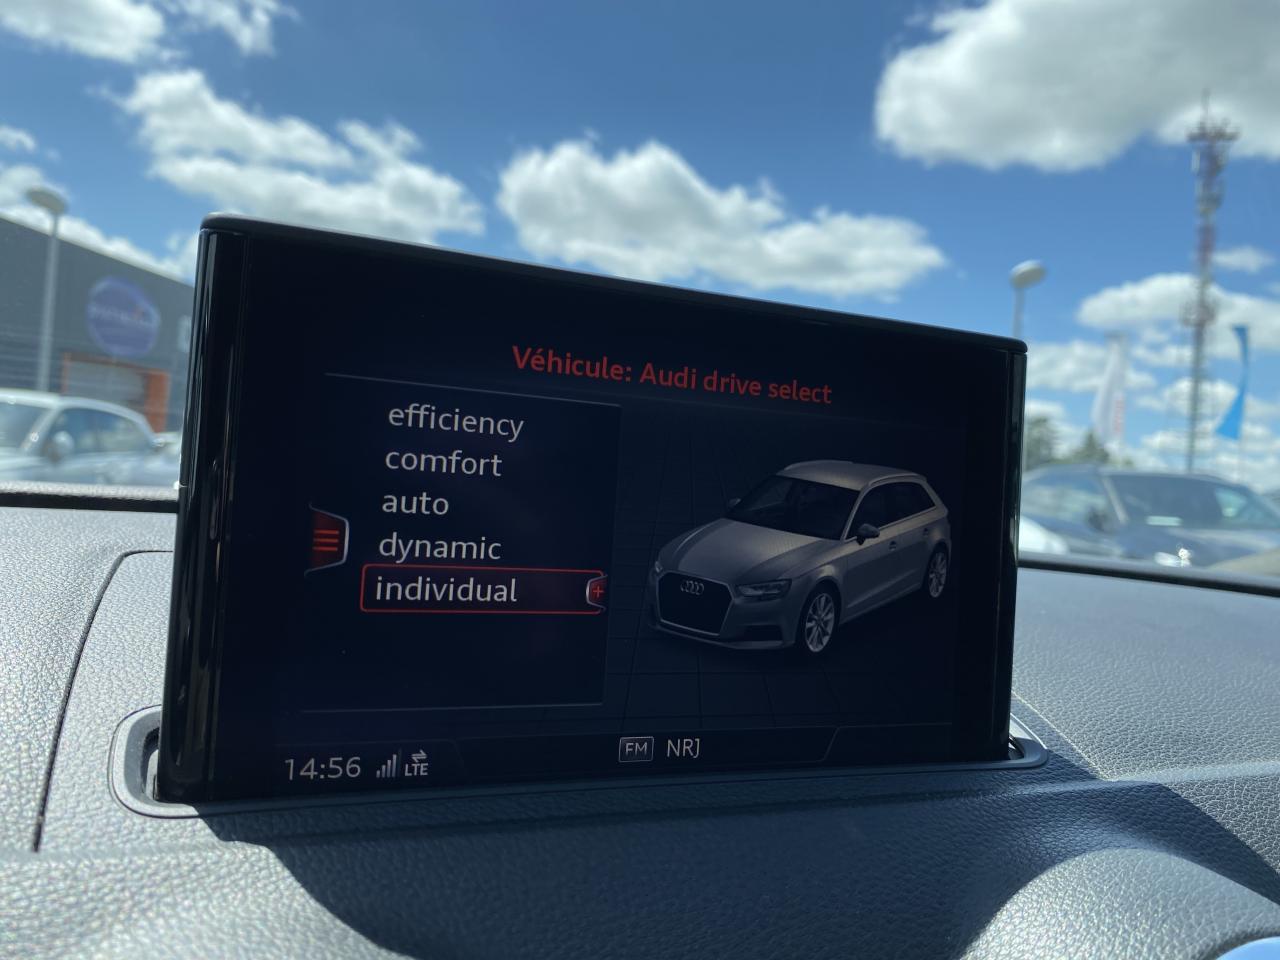 Véhicule: Audi drive select
efficiency
comfort
auto
dynamic
individual
14:56 LTE
FM NRJ